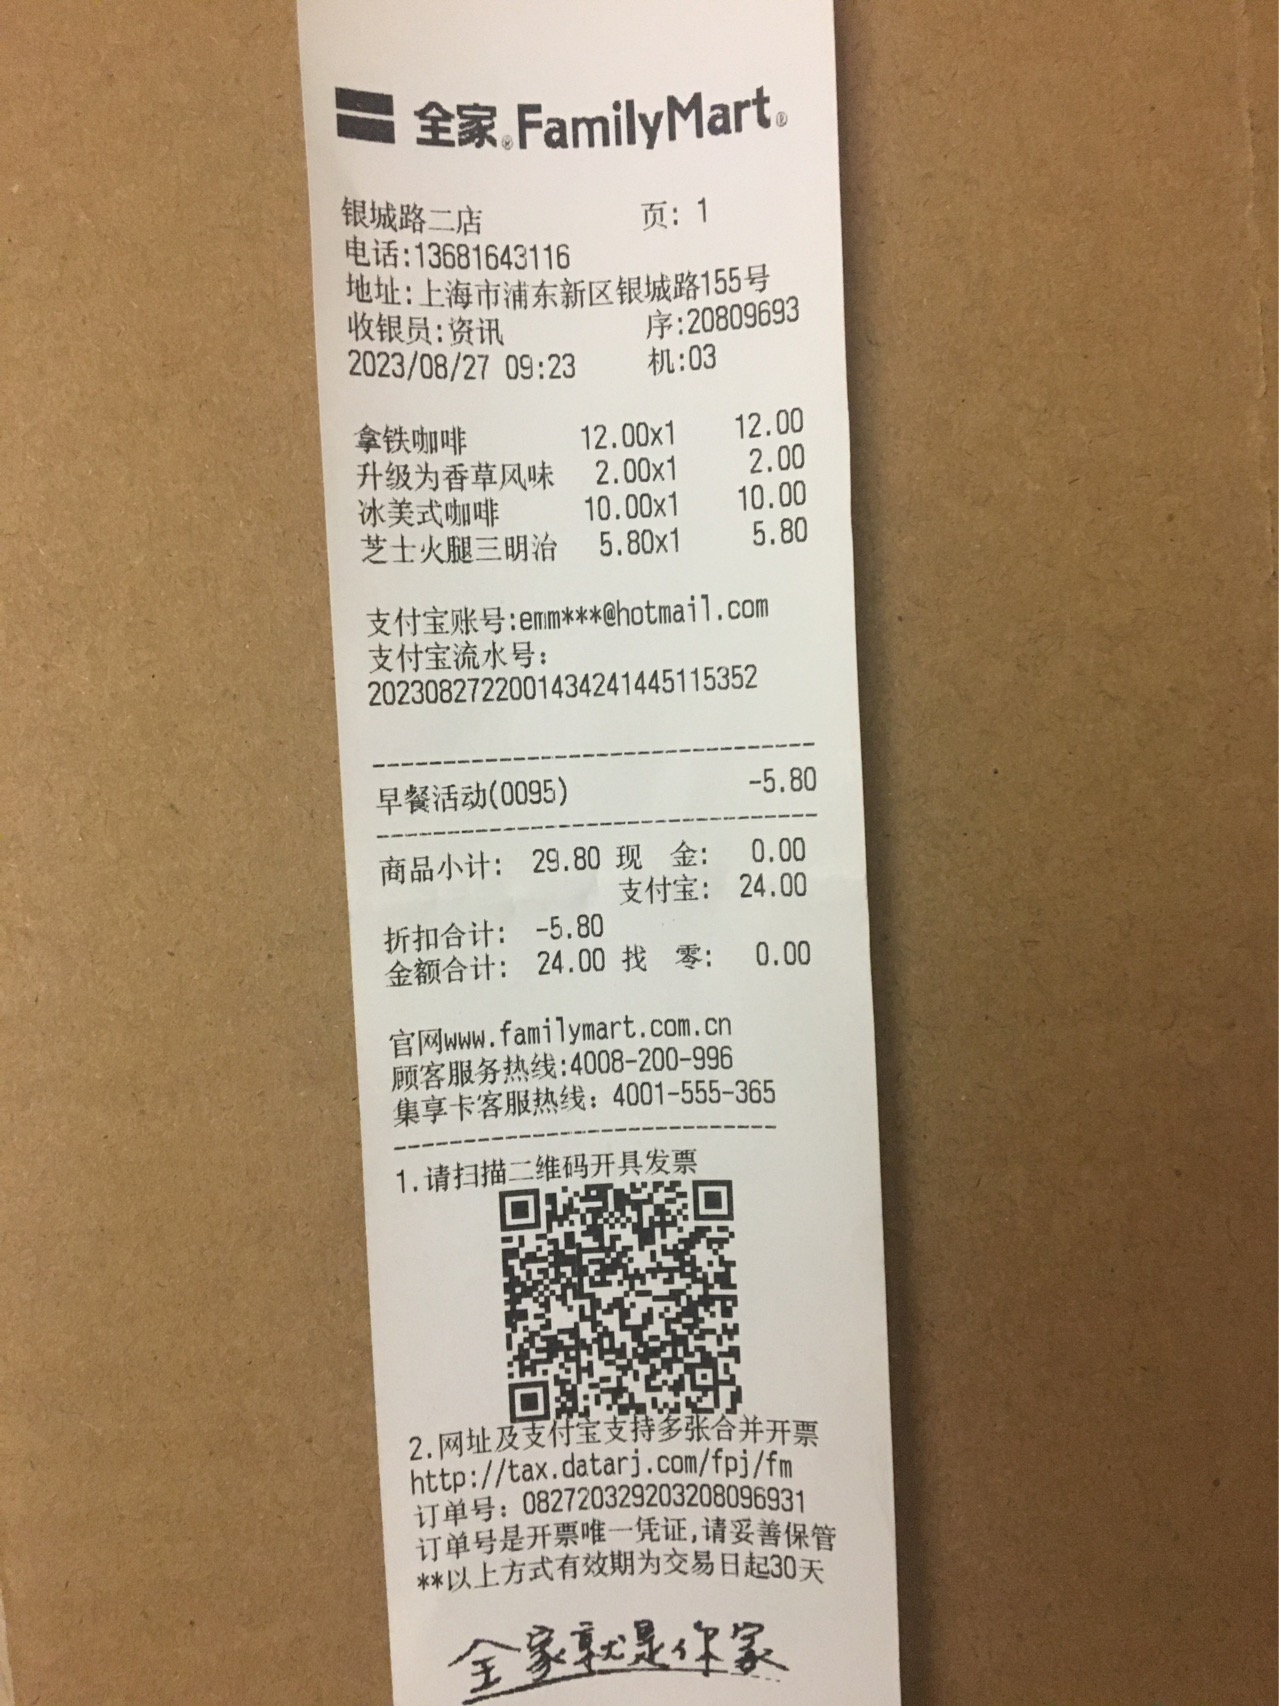 全家®FamilyMart®
银城路二店 页: 1
电话:13681643116
地址:上海市浦东新区银城路155号
收银员:资讯 序:20809693
2023/08/27 09:23 机:03
拿铁咖啡 12.00x1 12.00
升级为香草风味 2.00x1 2.00
冰美式咖啡 10.00x1 10.00
芝士火腿三明治 5.80x1 5.80
支付宝账号:emm***@hotmail.com
支付宝流水号:
2023082722001434241445115352
早餐活动(0095) -5.80
商品小计: 29.80 现 金: 0.00
支付宝: 24.00
折扣合计: -5.80
金额合计: 24.00 找 零: 0.00
官网www.familymart.com.cn
顾客服务热线:4008-200-996
集享卡客服热线: 4001-555-365
1.请扫描二维码开具发票
2.网址及支付宝支持多张合并开票
http://tax.datarj.com/fpj/fm
订单号: 082720329203208096931
订单号是开票唯一凭证,请妥善保管
**以上方式有效期为交易日起30天
全家就是你家